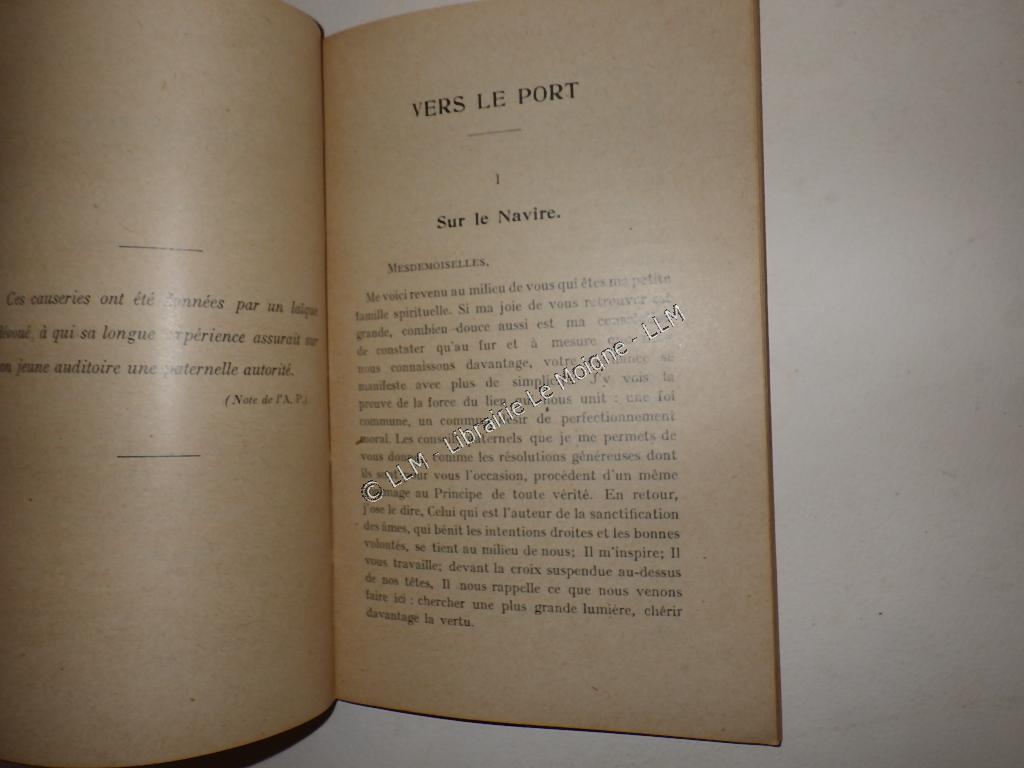 Ces causeries ont été données par un laïque
dévoué, à qui sa longue expérience assurait sur
son jeune auditoire une paternelle autorité.
(Note de l'A. P.)
VERS LE PORT
I
Sur le Navire.
MESDEMOISELLES,
Me voici revenu au milieu de vous qui êtes ma petite
famille spirituelle. Si ma joie de vous retrouver est
grande, combien douce aussi est ma
de constater qu'au fur et à mesure
nous connaissons davantage, votre se
manifeste avec plus de J'y vois la
preuve de la force du lien qui nous unit : une foi
commune, un commun désir de perfectionnement
moral. Les conseils paternels que je me permets de
vous donner, comme les résolutions généreuses dont
ils sont pour vous l'occasion, procèdent d'un même
hommage au Principe de toute vérité. En retour,
j'ose le dire, Celui qui est l'auteur de la sanctification
des âmes, qui bénit les intentions droites et les bonnes
volontés, se tient au milieu de nous; Il m'inspire; Il
vous travaille; devant la croix suspendue au-dessus
de nos têtes, Il nous rappelle ce que nous venons
faire ici : chercher une plus grande lumière, chérir
davantage la vertu.
© LLM - Librairie Le Moigne - LLM